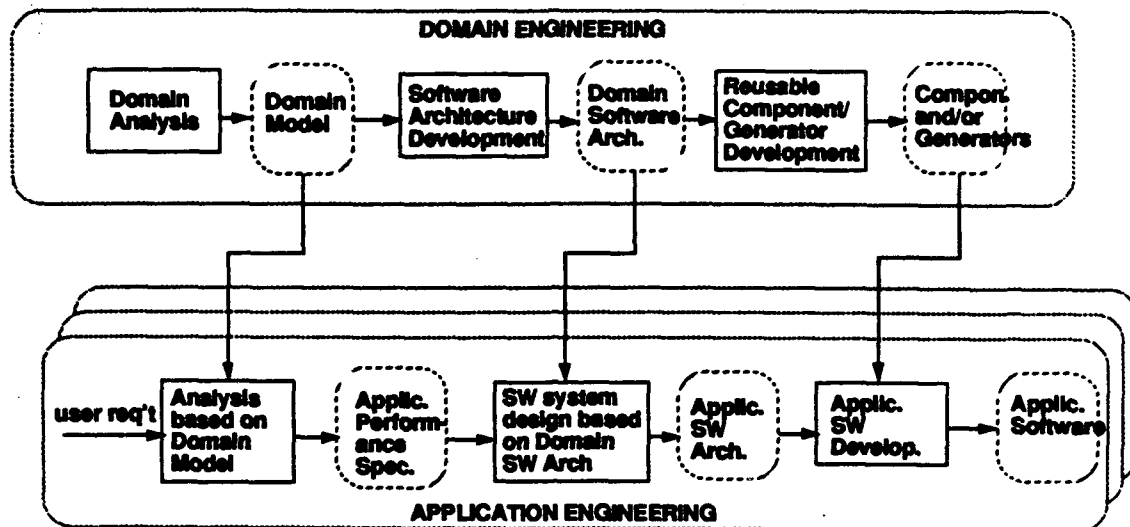 DOMAIN ENGINEERING
Domain
Analysis
Domain
Model
Software
Architecture
Development
Domain
Software
Arch.
Reusable
Component/
Generator
Development
Compon.
and/or
Generators
user req't
Analysis
based on
Domain
Model
Applic.
Perform-
ance
Spec.
SW system
design based
on Domain
SW Arch
Applic.
SW
Arch.
Applic.
SW
Develop.
Applic.
Software
APPLICATION ENGINEERING